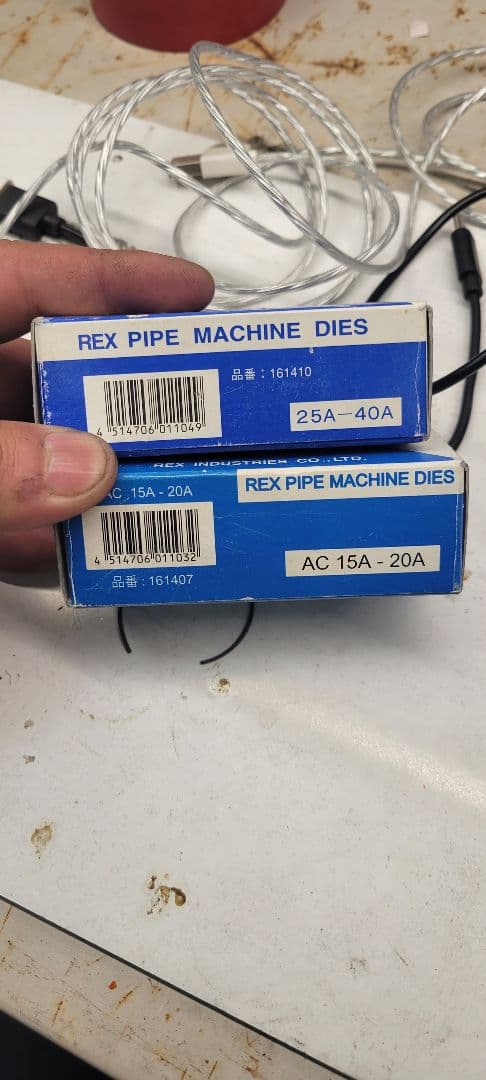 REX PIPE MACHINE DIES
品番：161410
4 514706 011049
25A－40A
REX INDUSTRIES CO.,LTD.
AC 15A - 20A
REX PIPE MACHINE DIES
4 514706 011032
AC 15A - 20A
品番 : 161407